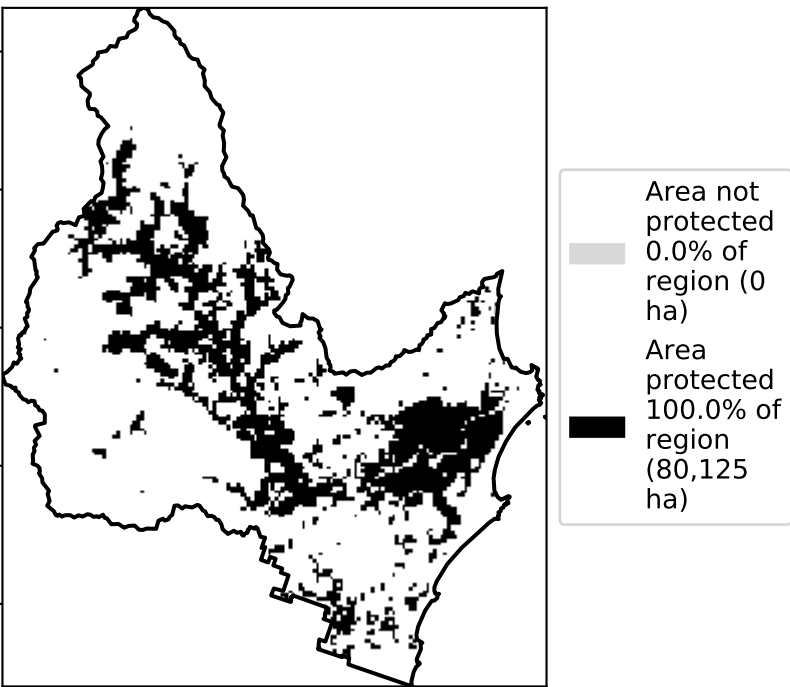 Area not
protected
0.0% of
region (0
ha)
Area
protected
100.0% of
region
(80,125
ha)